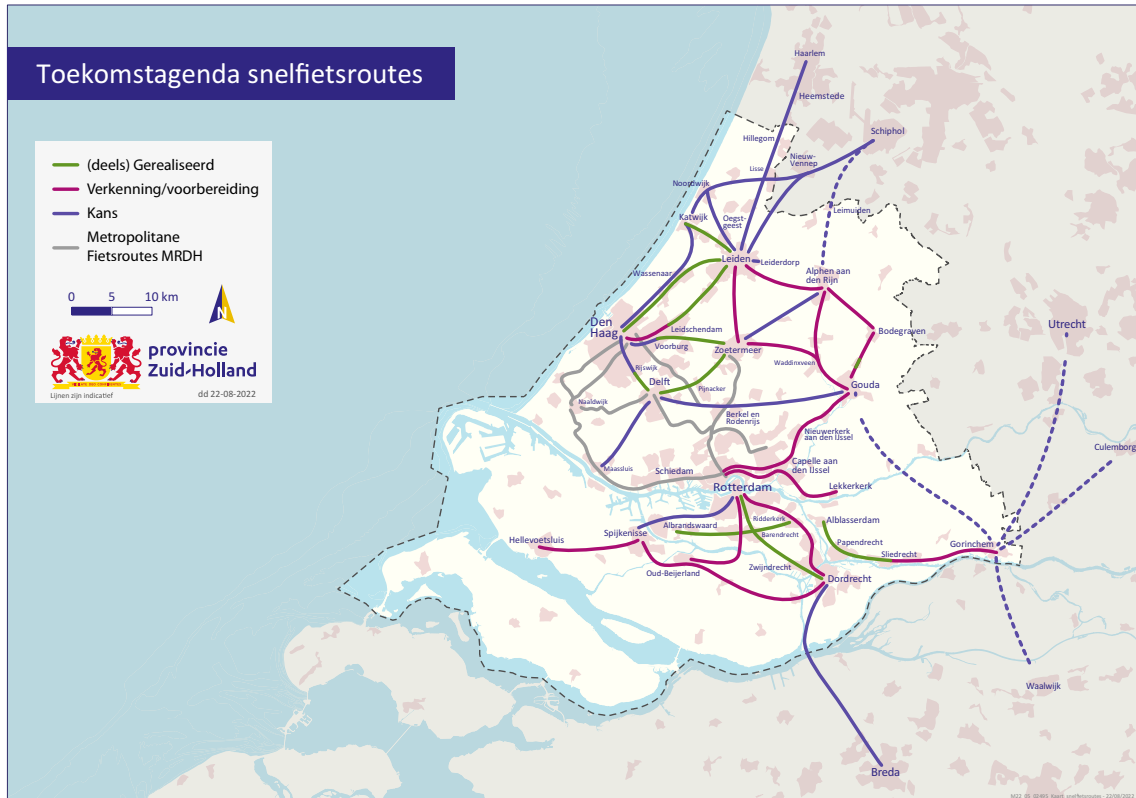 Toekomstagenda snelfietsroutes
(deels) Gerealiseerd
Verkenning/voorbereiding
Kans
Metropolitane
Fietsroutes MRDH
0 5 10 km
N
provincie
Zuid-Holland
Lijnen zijn indicatief
dd 22-08-2022
Haarlem
Heemstede
Hillegom
Schiphol
Nieuw-
Vennep
Lisse
Noordwijk
Katwijk
Oegst-
geest
Leimuiden
Leiden
Leiderdorp
Wassenaar
Alphen aan
den Rijn
Den
Haag
Leidschendam
Voorburg
Zoetermeer
Bodegraven
Utrecht
Waddinxveen
Rijswijk
Delft
Pijnacker
Gouda
Naaldwijk
Berkel en
Rodenrijs
Nieuwerkerk
aan den IJssel
Culemborg
Maassluis
Schiedam
Capelle aan
den IJssel
Rotterdam
Lekkerkerk
Ridderkerk
Alblasserdam
Albrandswaard
Barendrecht
Spijkenisse
Hellevoetsluis
Papendrecht
Sliedrecht
Gorinchem
Oud-Beijerland
Zwijndrecht
Dordrecht
Waalwijk
Breda